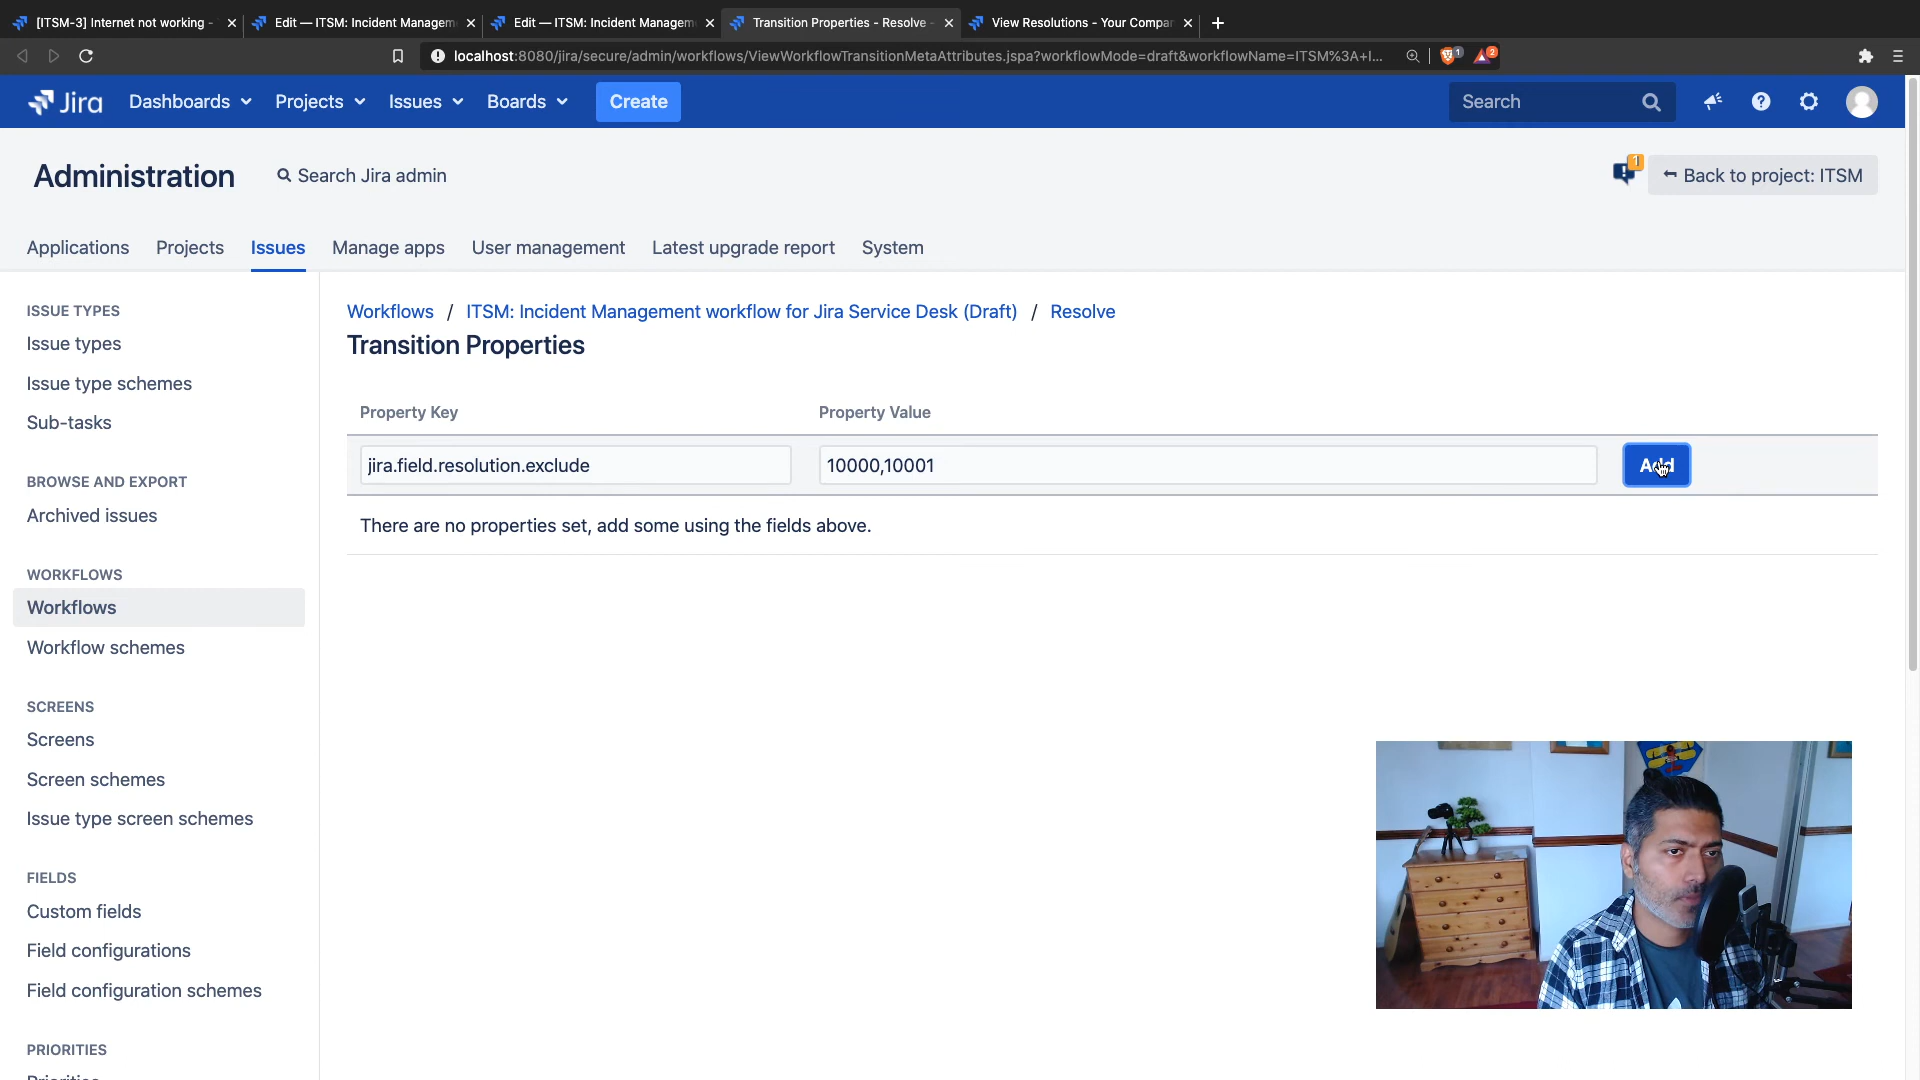 [ITSM-3] Internet not working -
Edit — ITSM: Incident Managem
Edit — ITSM: Incident Managem
Transition Properties - Resolve -
View Resolutions - Your Compar
localhost:8080/jira/secure/admin/workflows/ViewWorkflowTransitionMetaAttributes.jspa?workflowMode=draft&workflowName=ITSM%3A+I...
1
2
Jira
Dashboards
Projects
Issues
Boards
Create
Search
Administration
Search Jira admin
1
Back to project: ITSM
Applications
Projects
Issues
Manage apps
User management
Latest upgrade report
System
ISSUE TYPES
Issue types
Issue type schemes
Sub-tasks
BROWSE AND EXPORT
Archived issues
WORKFLOWS
Workflows
Workflow schemes
SCREENS
Screens
Screen schemes
Issue type screen schemes
FIELDS
Custom fields
Field configurations
Field configuration schemes
PRIORITIES
Priorities
Workflows / ITSM: Incident Management workflow for Jira Service Desk (Draft) / Resolve
Transition Properties
Property Key
Property Value
jira.field.resolution.exclude
10000,10001
Add
There are no properties set, add some using the fields above.